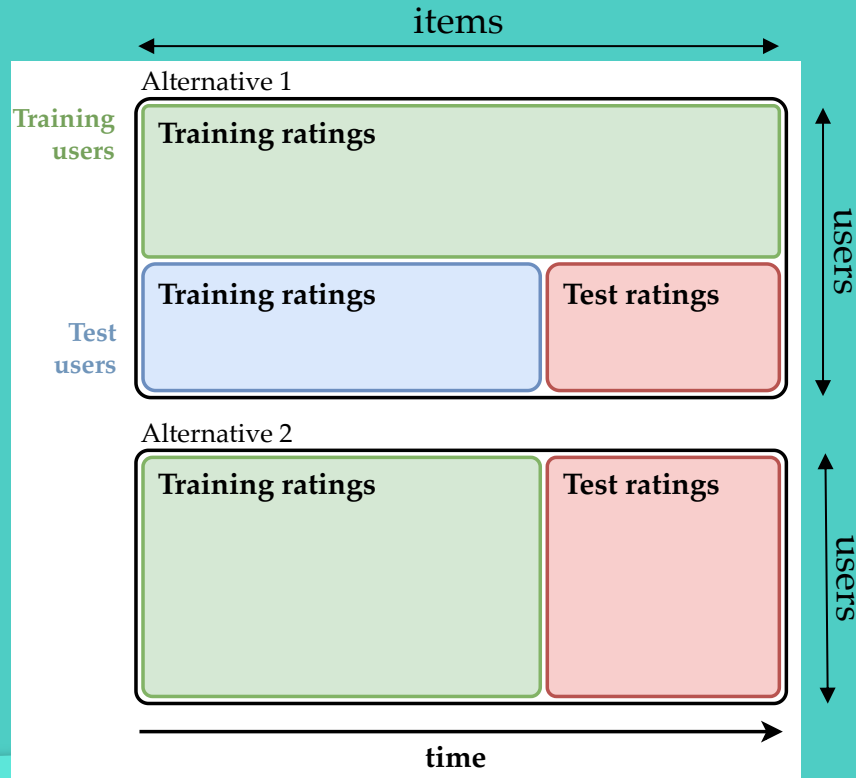 items
Alternative 1
Training
users
Training ratings
users
Training ratings
Test ratings
Test
users
Alternative 2
Training ratings
Test ratings
users
time